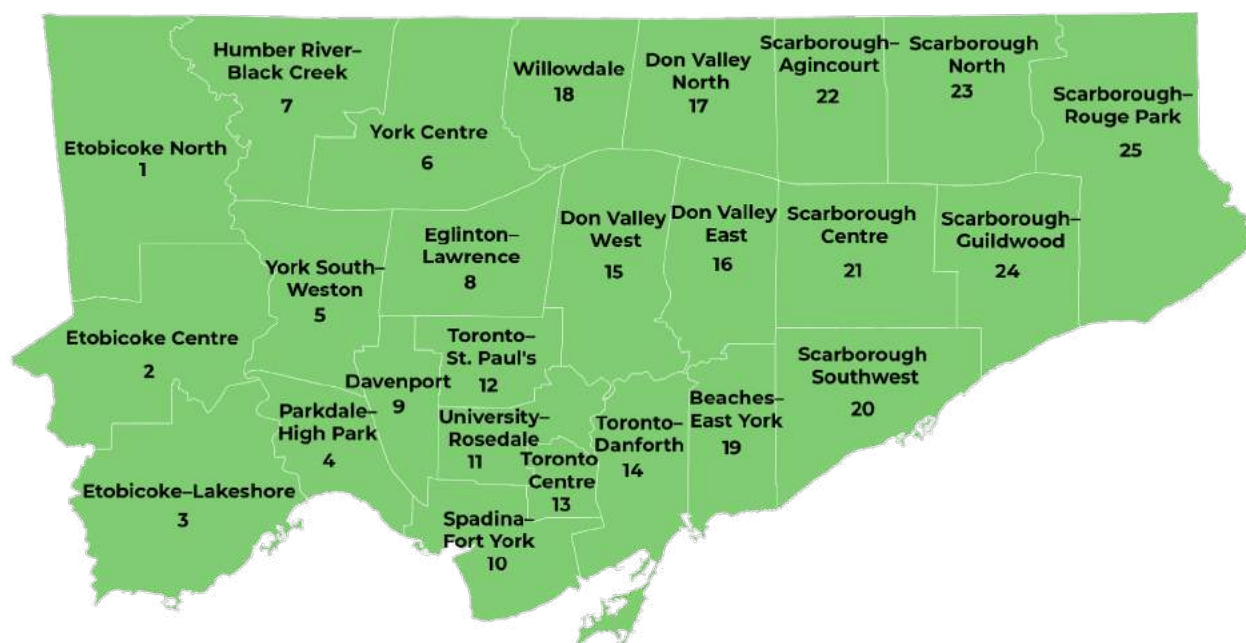 Humber River–
Black Creek
7
Willowdale
18
Don Valley
North
17
Scarborough–
Agincourt
22
Scarborough
North
23
Scarborough–
Rouge Park
25
Etobicoke North
1
York Centre
6
Eglinton–
Lawrence
8
Don Valley
West
15
Don Valley
East
16
Scarborough
Centre
21
Scarborough–
Guildwood
24
York South–
Weston
5
Etobicoke Centre
2
Toronto–
St. Paul's
12
Scarborough
Southwest
20
Davenport
9
Parkdale–
High Park
4
University–
Rosedale
11
Toronto–
Danforth
14
Beaches–
East York
19
Toronto
Centre
13
Etobicoke–Lakeshore
3
Spadina–
Fort York
10